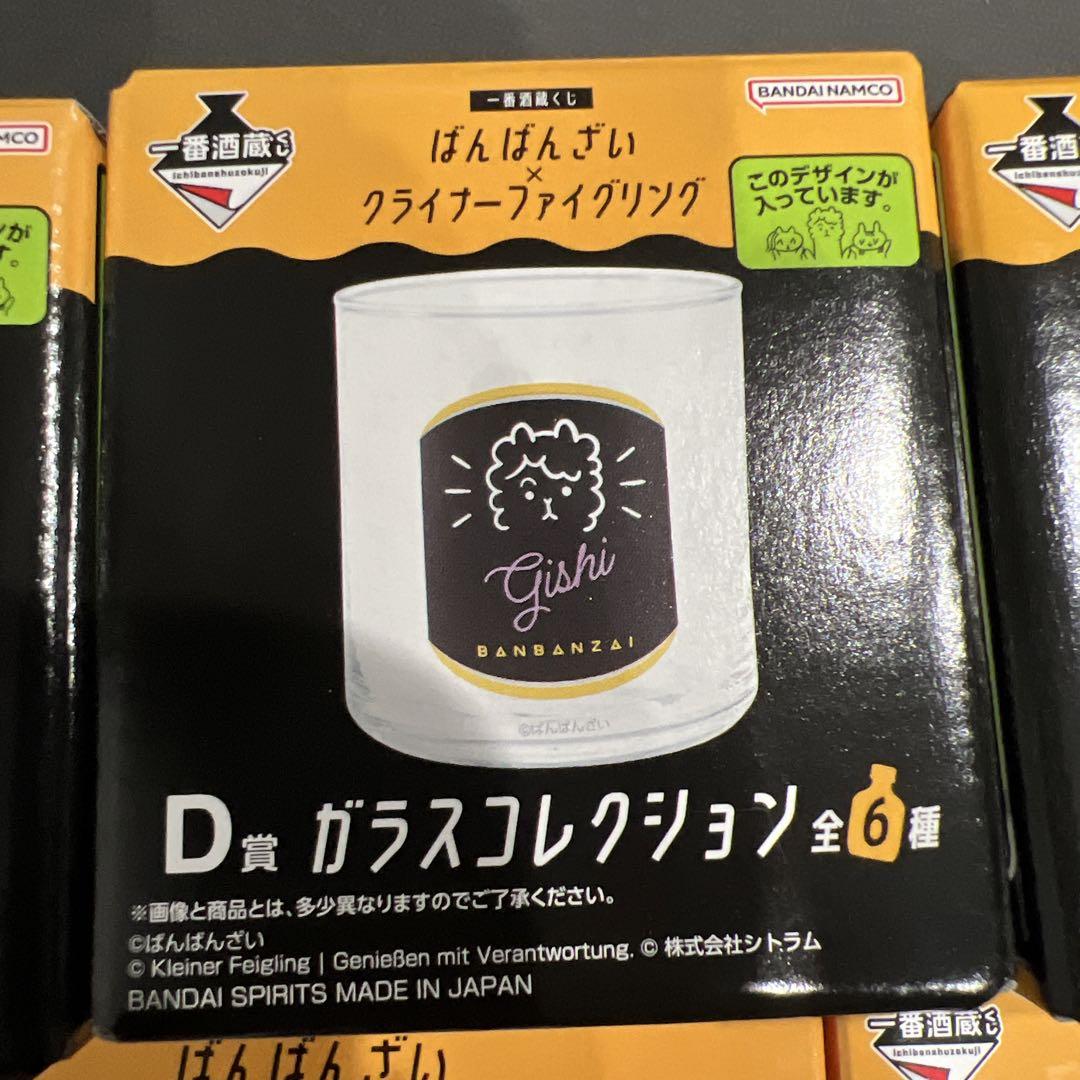 一番酒蔵くじ
BANDAI NAMCO
一番酒蔵くじ
ichibanshuzokuji
ばんばんざい
×
クライナーファイグリング
このデザインが
入っています。
MCO
が
す。
一番酒蔵く
ichibanshuzokuji
Gishi
BANBANZAI
©ばんばんざい
D賞 ガラスコレクション 全6種
※画像と商品とは、多少異なりますのでご了承ください。
©ばんばんざい
© Kleiner Feigling | Genießen mit Verantwortung. © 株式会社シトラム
BANDAI SPIRITS MADE IN JAPAN
ばんばんざい
一番酒蔵くじ
ichibanshuzokuji